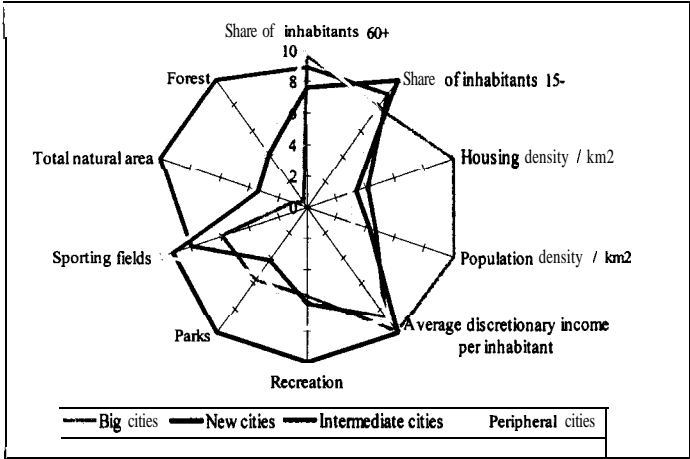 Share of inhabitants 60+
10
Forest
8
Share of inhabitants 15-
6
4
Total natural area
Housing density / km2
2
0
Sporting fields
Population density / km2
Parks
Average discretionary income
per inhabitant
Recreation
Big cities New cities Intermediate cities Peripheral cities